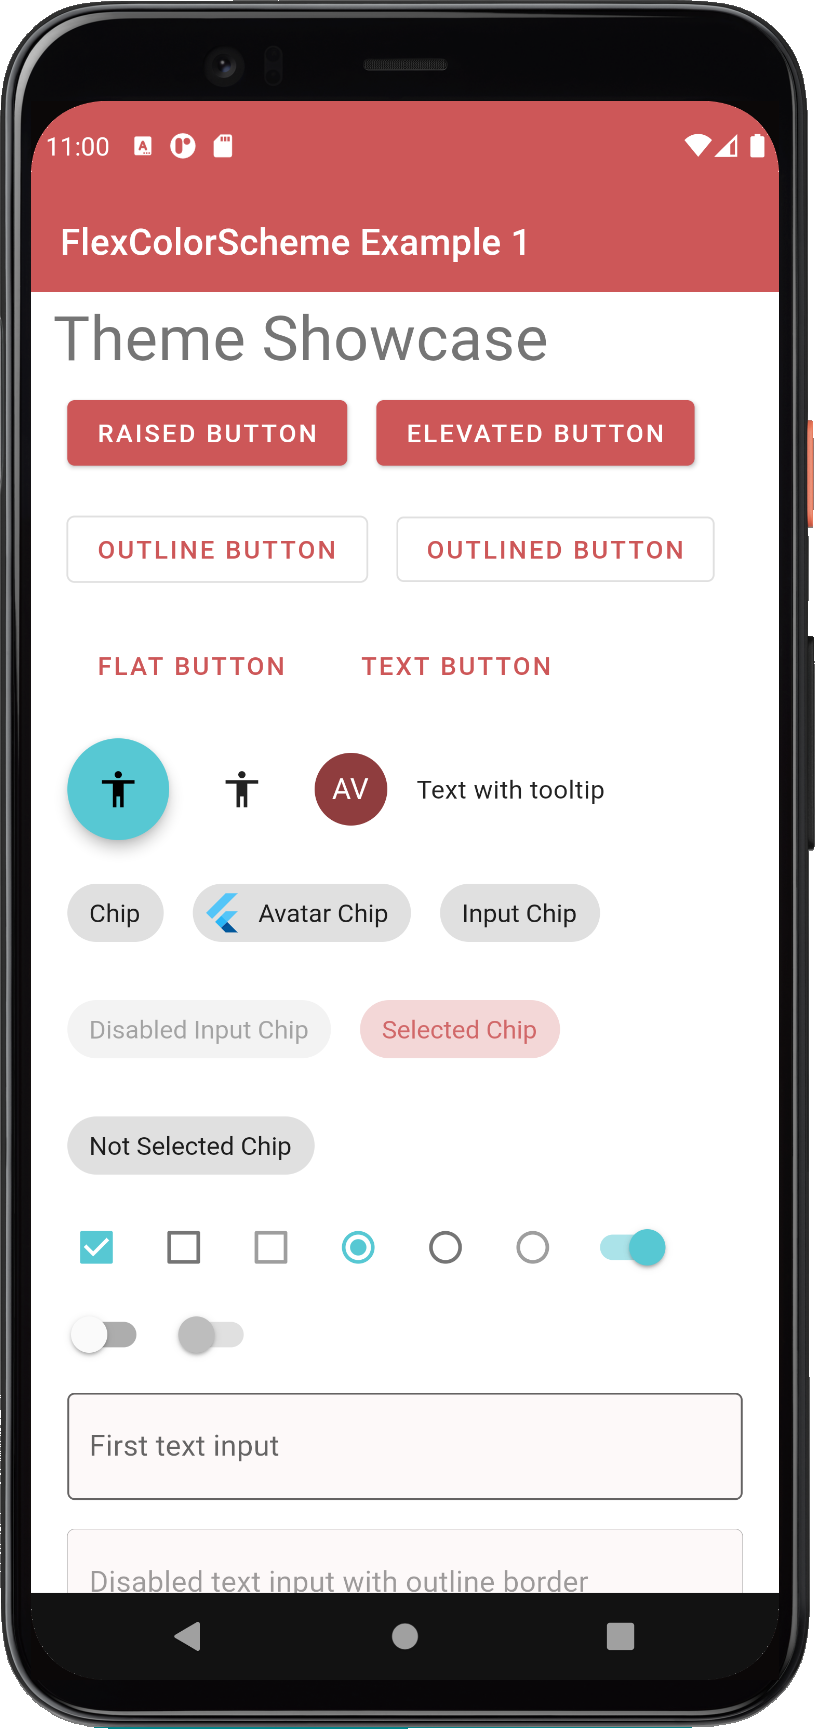 11:00
FlexColorScheme Example 1
Theme Showcase
RAISED BUTTON ELEVATED BUTTON
OUTLINE BUTTON OUTLINED BUTTON
FLAT BUTTON TEXT BUTTON
AV Text with tooltip
Chip Avatar Chip Input Chip
Disabled Input Chip Selected Chip
Not Selected Chip
First text input
Disabled text input with outline border